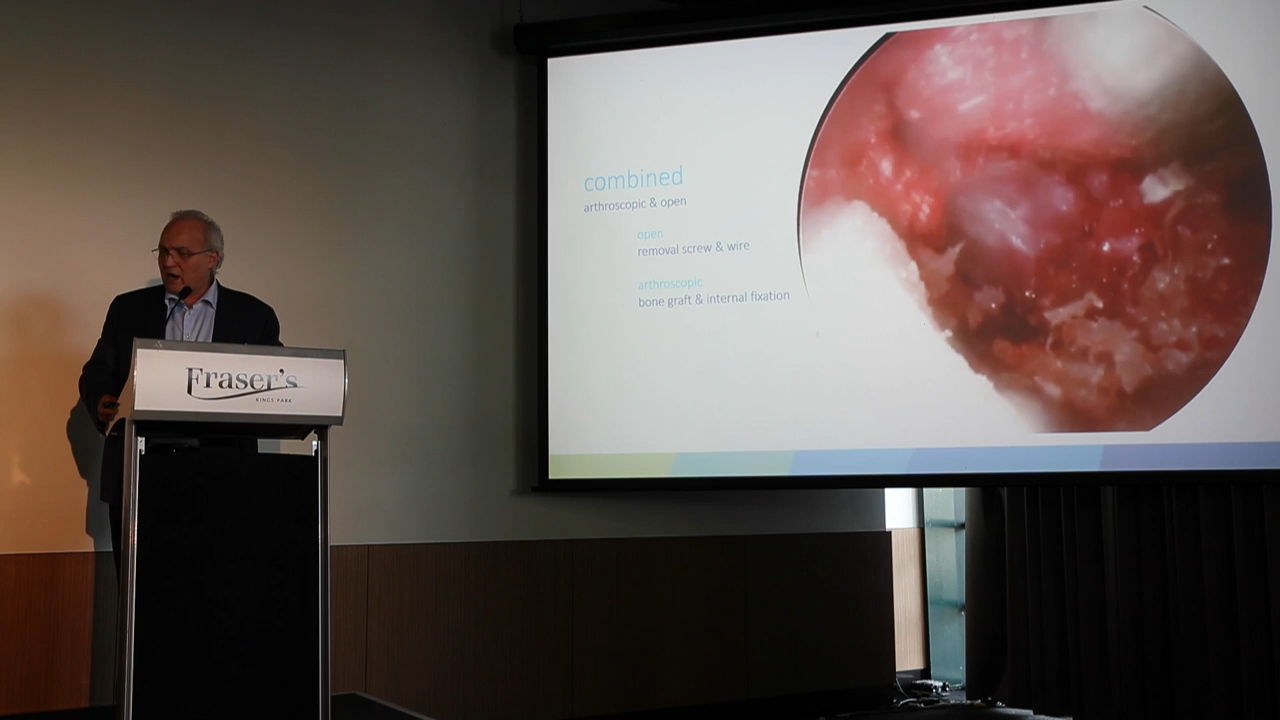 combined
arthroscopic & open
open
removal screw & wire
arthroscopic
bone graft & internal fixation
Fraser's
KINGS PARK